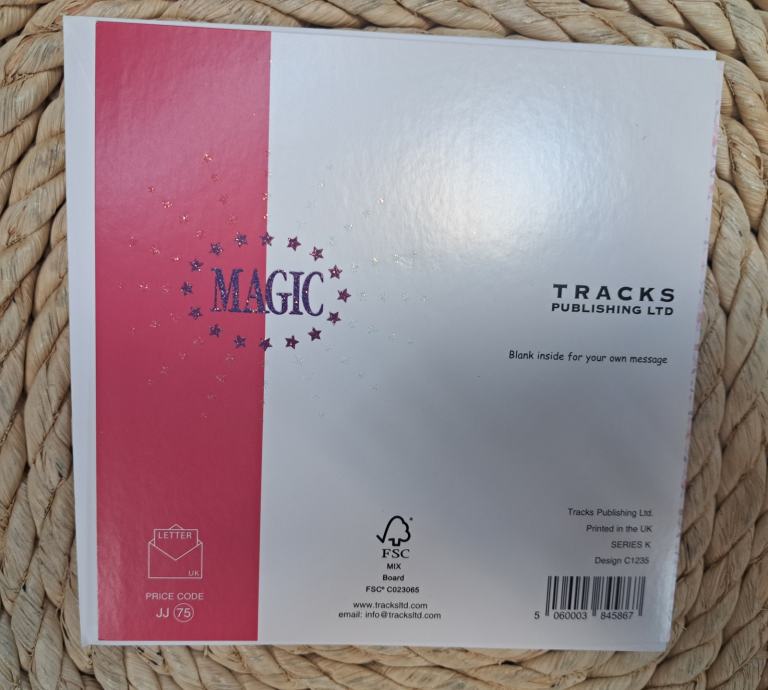 MAGIC
TRACKS
PUBLISHING LTD
Blank inside for your own message
LETTER
UK
PRICE CODE
JJ 75
FSC
MIX
Board
FSC® C023065
www.tracksltd.com
email: info@tracksltd.com
Tracks Publishing Ltd.
Printed in the UK
SERIES K
Design C1235
5 060003 845867